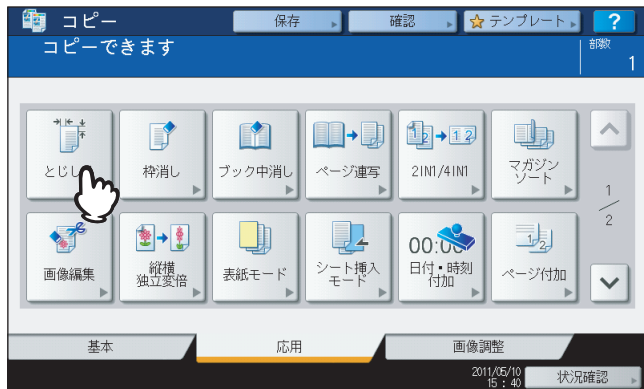 コピー
保存
確認
テンプレート
?
コピーできます
部数
1
とじし
枠消し
ブック中消し
ページ連写
2IN1/4IN1
マガジン
ソート
1
2
画像編集
縦横
独立変倍
表紙モード
シート挿入
モード
00:00
日付・時刻
付加
ページ付加
基本
応用
画像調整
2011/05/10
15:40
状況確認